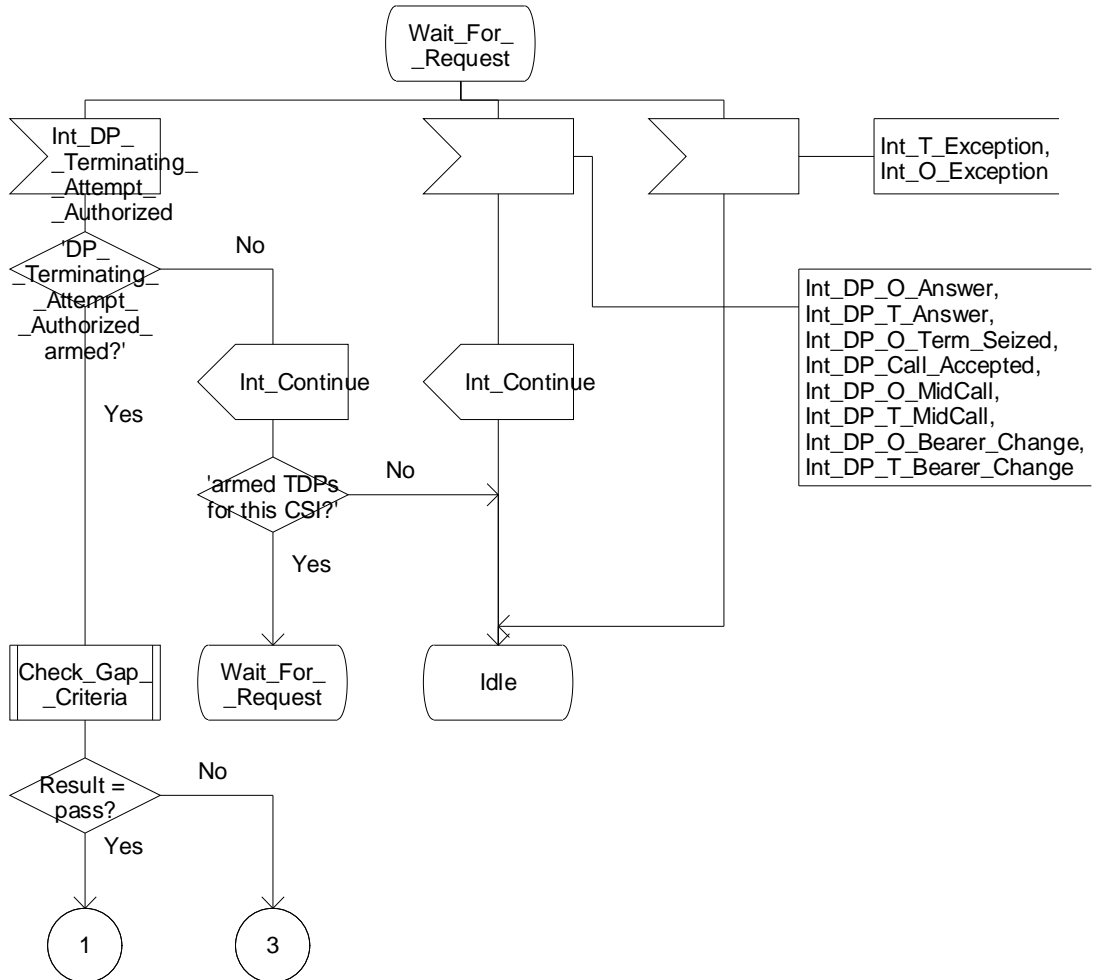 Wait_For_
_Request
Int_DP_
_Terminating_
_Attempt_
_Authorized
Int_T_Exception,
Int_O_Exception
'DP_
_Terminating_
_Attempt_
_Authorized_
armed?'
No
Int_DP_O_Answer,
Int_DP_T_Answer,
Int_DP_O_Term_Seized,
Int_DP_Call_Accepted,
Int_DP_O_MidCall,
Int_DP_T_MidCall,
Int_DP_O_Bearer_Change,
Int_DP_T_Bearer_Change
Int_Continue
Int_Continue
Yes
'armed TDPs
for this CSI?'
No
Yes
Check_Gap_
_Criteria
Wait_For_
_Request
Idle
Result =
pass?
No
Yes
1
3